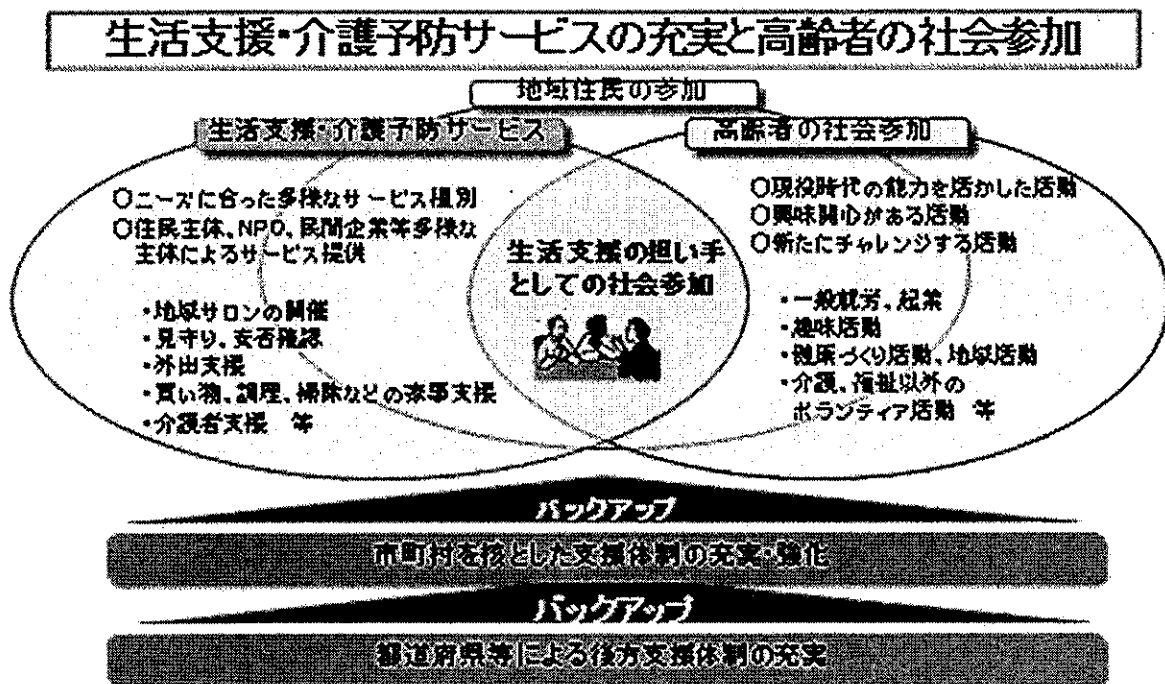 生活支援・介護予防サービスの充実と高齢者の社会参加
地域住民の参加
生活支援・介護予防サービス
○ニーズに合った多様なサービス種別
○住民主体、NPO、民間企業等多様な
主体によるサービス提供
・地域サロンの開催
・見守り、安否確認
・外出支援
・買い物、調理、掃除などの家事支援
・介護者支援　等
生活支援の担い手
としての社会参加
高齢者の社会参加
○現役時代の能力を活かした活動
○興味関心がある活動
○新たにチャレンジする活動
・一般就労、起業
・趣味活動
・健康づくり活動、地域活動
・介護、福祉以外の
ボランティア活動　等
バックアップ
市町村を核とした支援体制の充実・強化
バックアップ
都道府県等による後方支援体制の充実